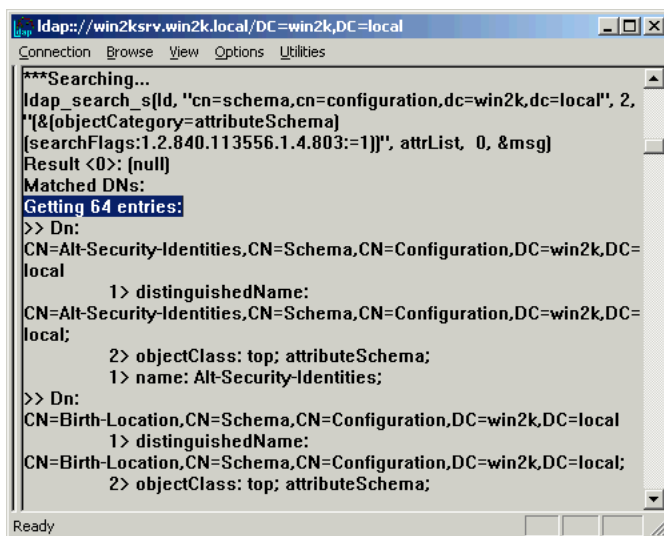 ldap://win2ksrv.win2k.local/DC=win2k,DC=local
Connection Browse View Options Utilities
***Searching...
ldap_search_s(ld, "cn=schema,cn=configuration,dc=win2k,dc=local", 2,
"(&(objectCategory=attributeSchema)
(searchFlags:1.2.840.113556.1.4.803:=1))", attrList, 0, &msg)
Result <0>: (null)
Matched DNs:
Getting 64 entries:
>> Dn:
CN=Alt-Security-Identities,CN=Schema,CN=Configuration,DC=win2k,DC=
local
1> distinguishedName:
CN=Alt-Security-Identities,CN=Schema,CN=Configuration,DC=win2k,DC=
local;
2> objectClass: top; attributeSchema;
1> name: Alt-Security-Identities;
>> Dn:
CN=Birth-Location,CN=Schema,CN=Configuration,DC=win2k,DC=local
1> distinguishedName:
CN=Birth-Location,CN=Schema,CN=Configuration,DC=win2k,DC=local;
2> objectClass: top; attributeSchema;
Ready